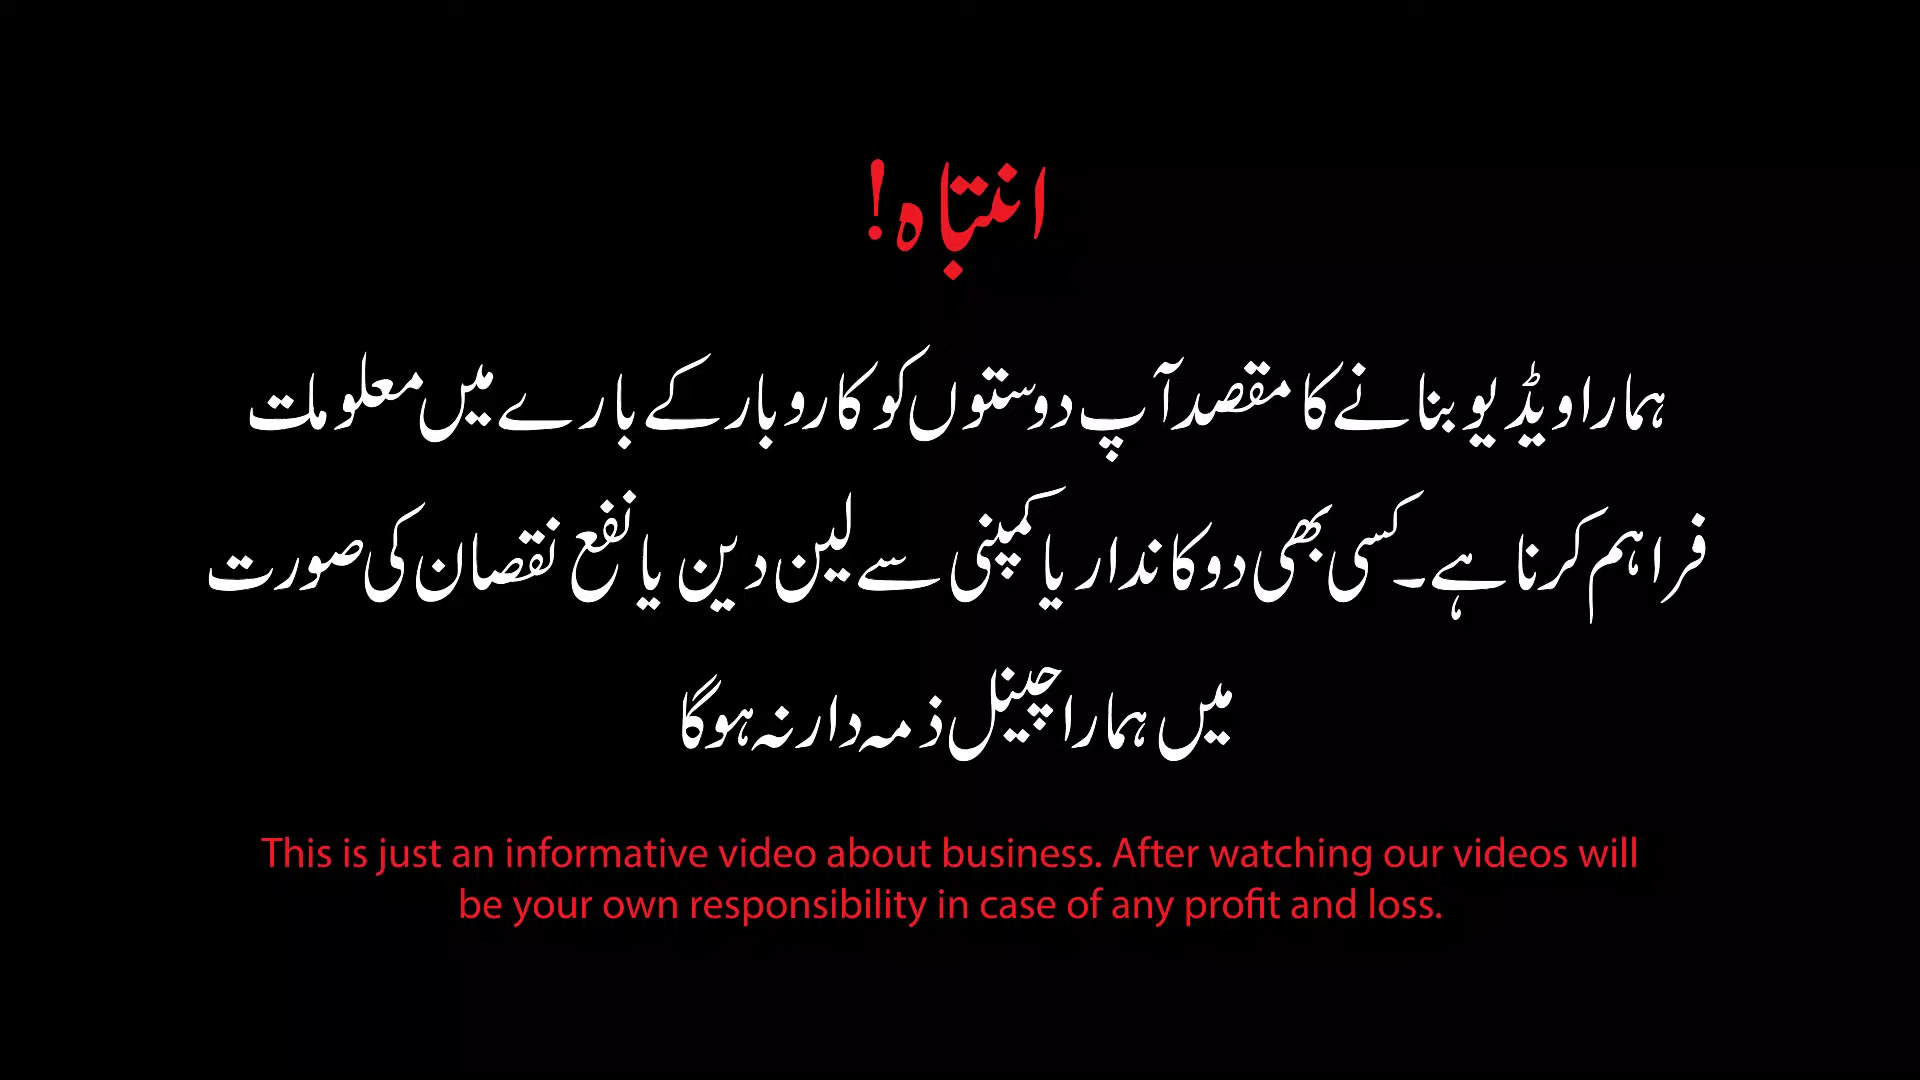 انتباہ!
ہمارا ویڈیو بنانے کا مقصد آپ دوستوں کو کاروبار کے بارے میں معلومات
فراہم کرنا ہے۔ کسی بھی دوکاندار یا کمپنی سے لین دین یا نفع نقصان کی صورت
میں ہمارا چینل ذمہ دار نہ ہوگا
This is just an informative video about business. After watching our videos will
be your own responsibility in case of any profit and loss.